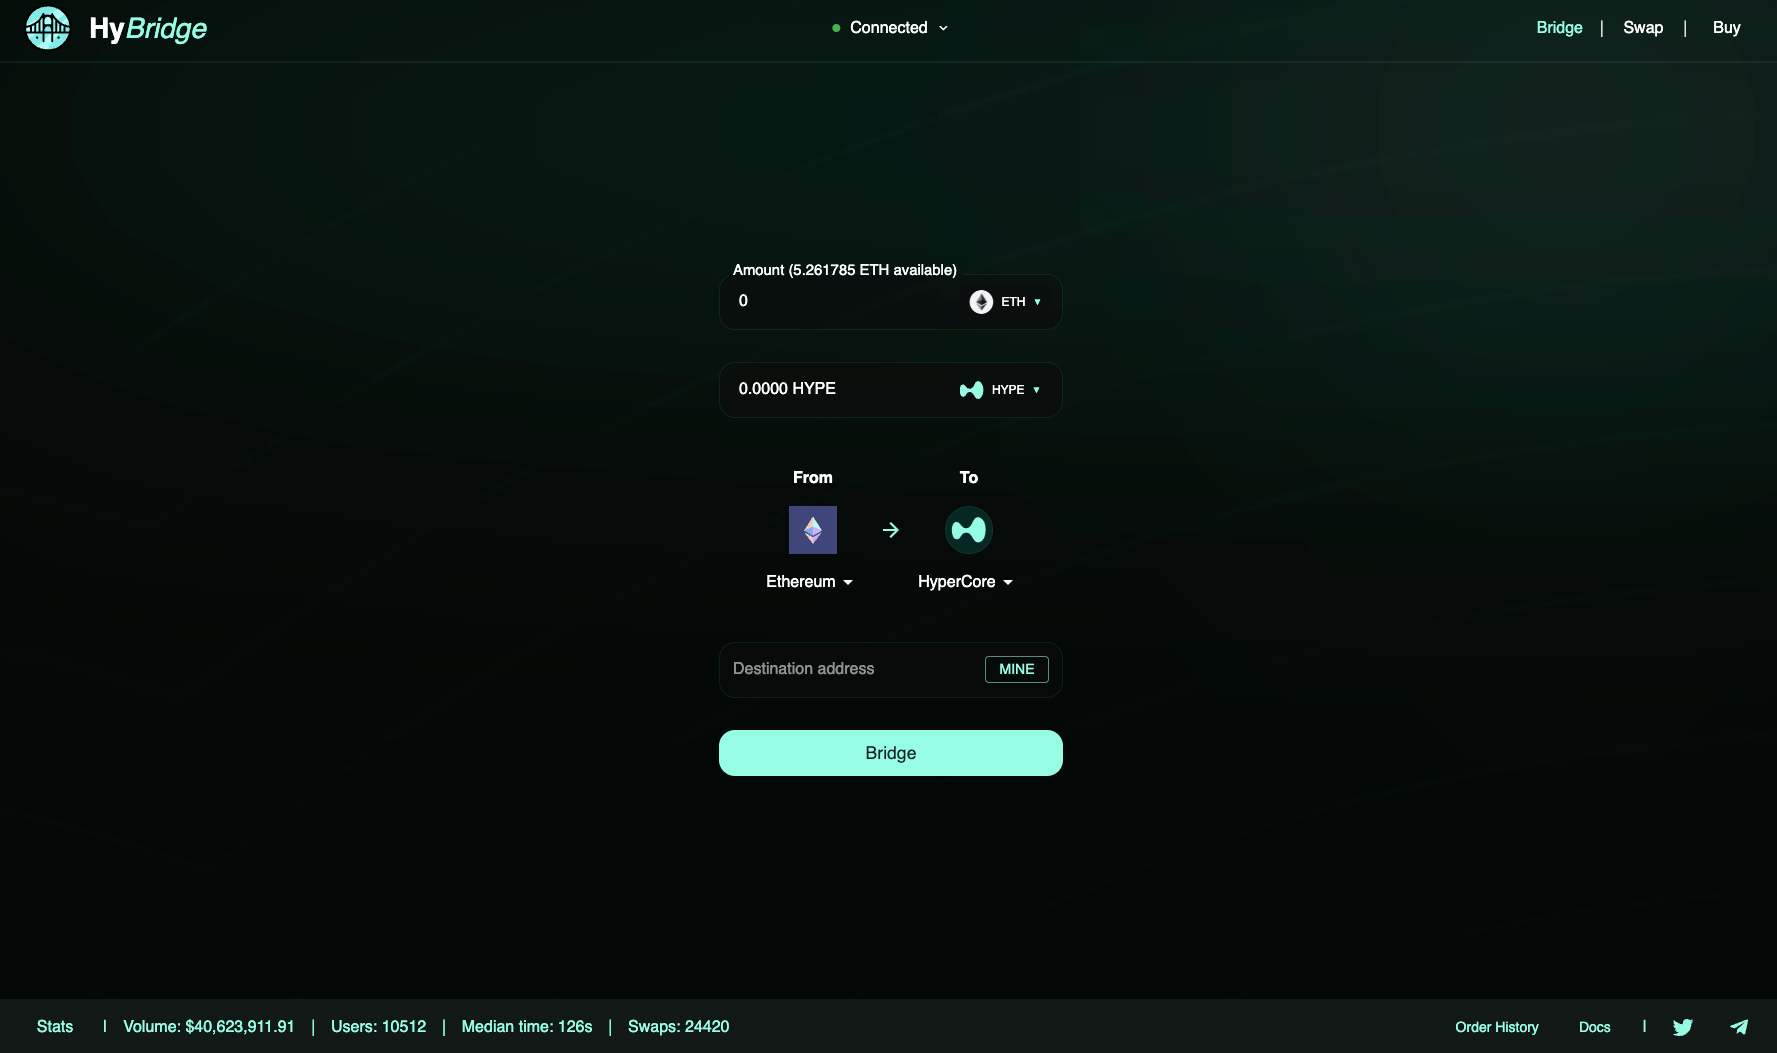 HyBridge
Connected
Bridge | Swap | Buy
Amount (5.261785 ETH available)
0
ETH
0.0000 HYPE
HYPE
From
To
Ethereum
HyperCore
Destination address
MINE
Bridge
Stats | Volume: $40,623,911.91 | Users: 10512 | Median time: 126s | Swaps: 24420
Order History
Docs |